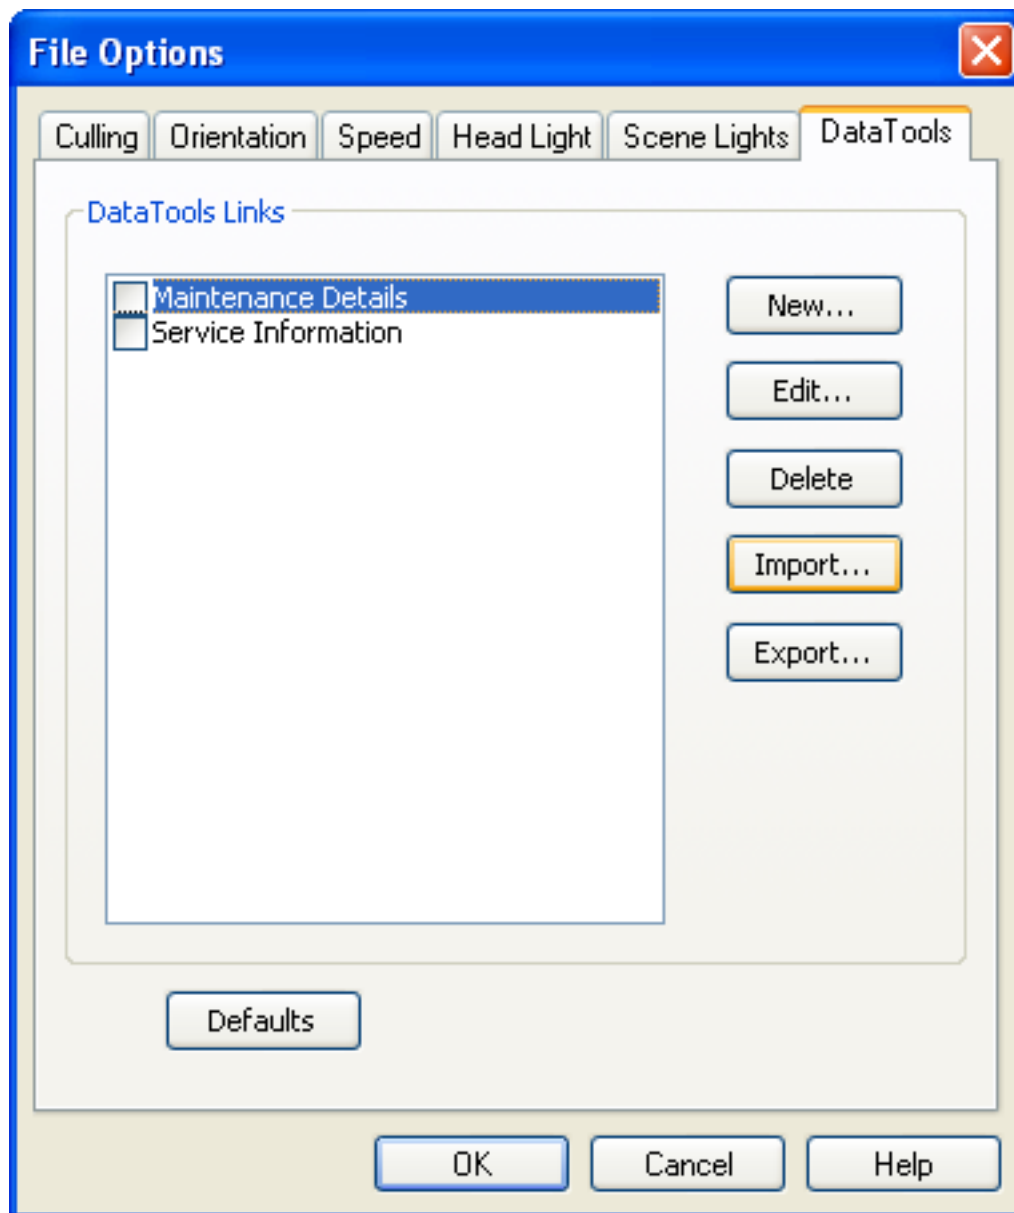 File Options
Culling Orientation Speed Head Light Scene Lights DataTools
DataTools Links
Maintenance Details
Service Information
New...
Edit...
Delete
Import...
Export...
Defaults
OK Cancel Help